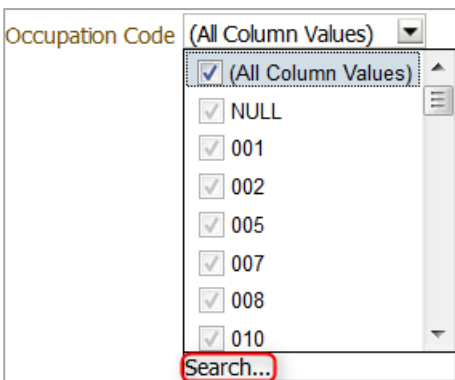 Occupation Code (All Column Values)
(All Column Values)
NULL
001
002
005
007
008
010
Search...